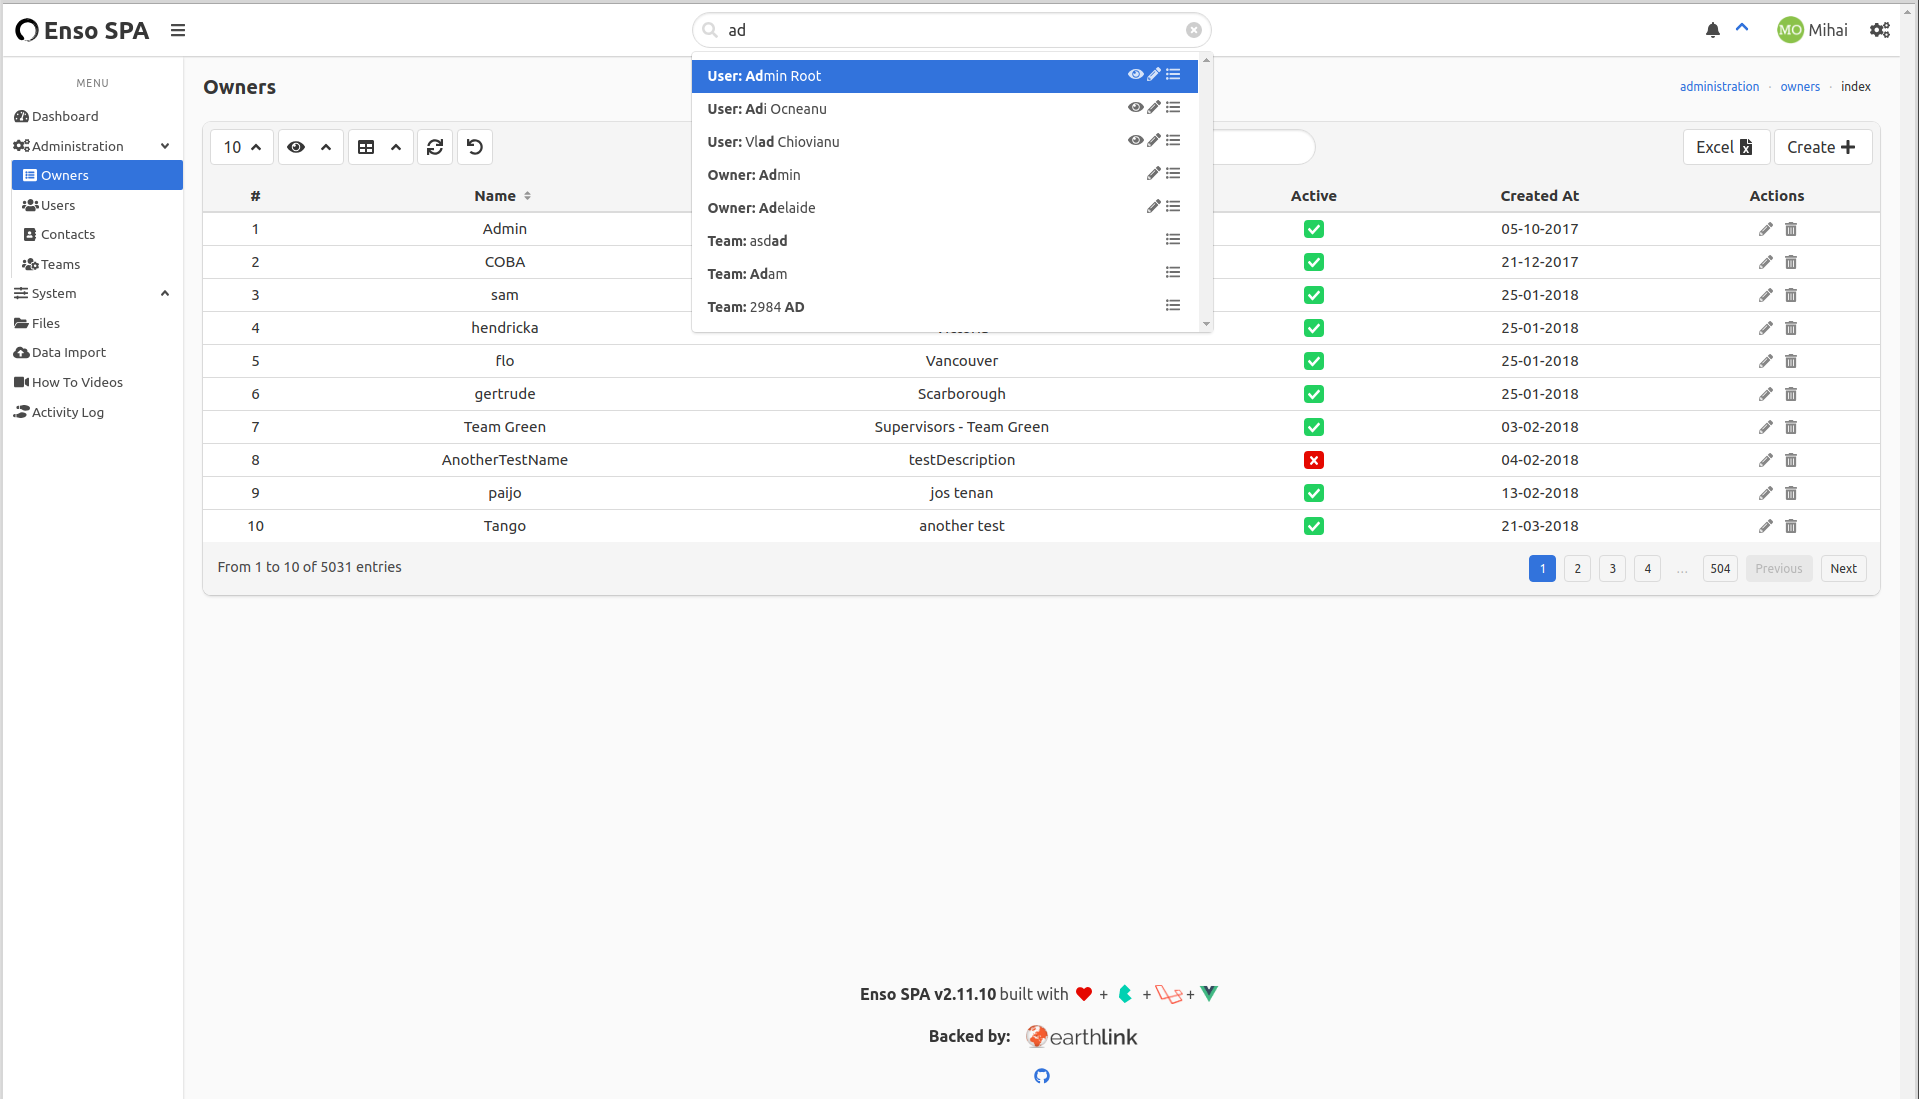 Enso SPA
ad
MO Mihai
MENU
Dashboard
Administration
Owners
Users
Contacts
Teams
System
Files
Data Import
How To Videos
Activity Log
Owners
administration · owners · index
User: Admin Root
User: Adi Ocneanu
User: Vlad Chiovianu
Owner: Admin
Owner: Adelaide
Team: asdad
Team: Adam
Team: 2984 AD
10
Excel
Create
# Name Active Created At Actions
1 Admin 05-10-2017
2 COBA 21-12-2017
3 sam 25-01-2018
4 hendricka 25-01-2018
5 flo Vancouver 25-01-2018
6 gertrude Scarborough 25-01-2018
7 Team Green Supervisors - Team Green 03-02-2018
8 AnotherTestName testDescription 04-02-2018
9 paijo jos tenan 13-02-2018
10 Tango another test 21-03-2018
From 1 to 10 of 5031 entries
1 2 3 4 ... 504 Previous Next
Enso SPA v2.11.10 built with + + +
Backed by: earthlink